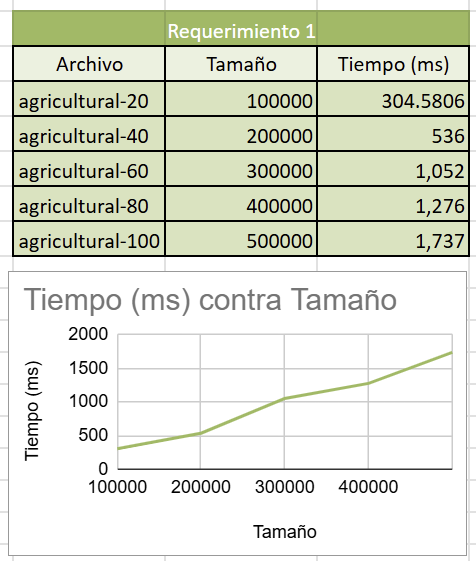 Requerimiento 1
Archivo Tamaño Tiempo (ms)
agricultural-20 100000 304.5806
agricultural-40 200000 536
agricultural-60 300000 1,052
agricultural-80 400000 1,276
agricultural-100 500000 1,737
Tiempo (ms) contra Tamaño
Tiempo (ms)
2000
1500
1000
500
0
100000 200000 300000 400000
Tamaño